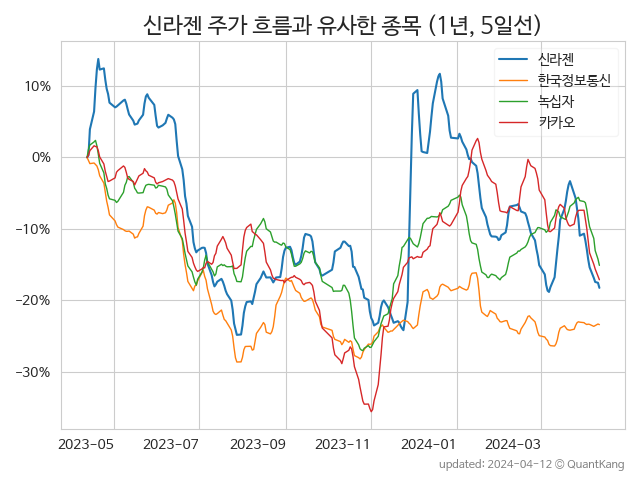 신라젠 주가 흐름과 유사한 종목 (1년, 5일선)
신라젠
한국정보통신
녹십자
카카오
10%
0%
−10%
−20%
−30%
2023-05
2023-07
2023-09
2023-11
2024-01
2024-03
updated: 2024-04-12 © QuantKang